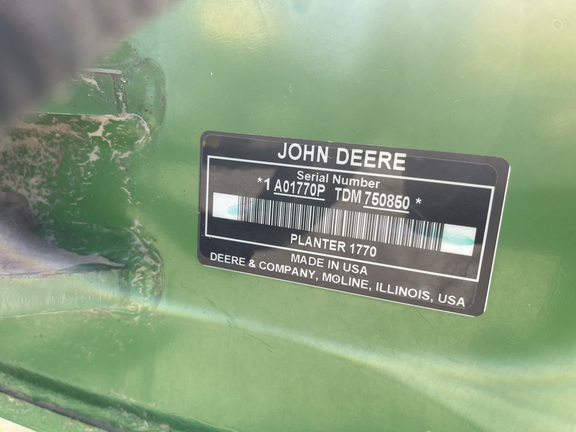 JOHN DEERE
Serial Number
*1 A01770P TDM 750850 *
PLANTER 1770
MADE IN USA
DEERE & COMPANY, MOLINE, ILLINOIS, USA